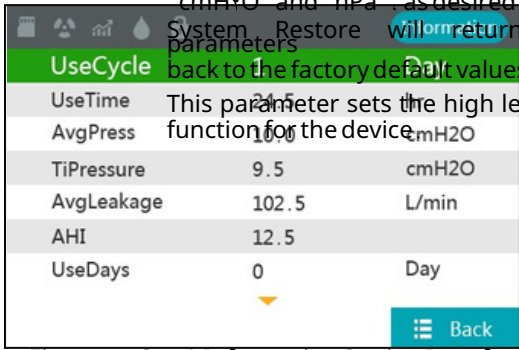 "cmHYO" and "hPa". as desired
System Restore will return
Information
parameters
back to the factory default values
UseCycle 1 Day
This parameter sets the high le
UseTime 24.5 hr
function for the device.
AvgPress 10.0 cmH2O
TiPressure 9.5 cmH2O
AvgLeakage 102.5 L/min
AHI 12.5
UseDays 0 Day
Back